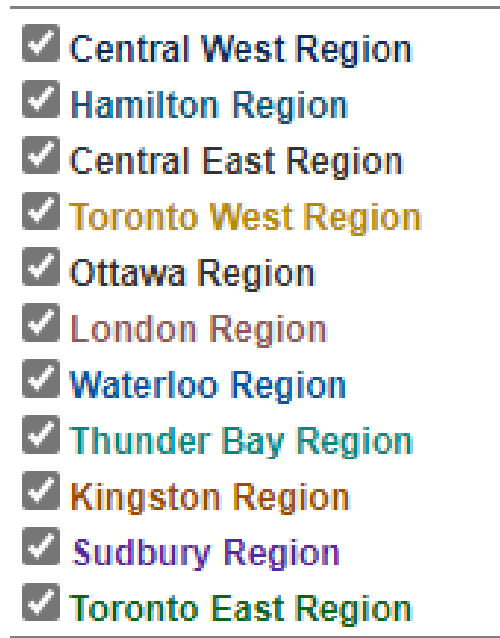 Central West Region
Hamilton Region
Central East Region
Toronto West Region
Ottawa Region
London Region
Waterloo Region
Thunder Bay Region
Kingston Region
Sudbury Region
Toronto East Region